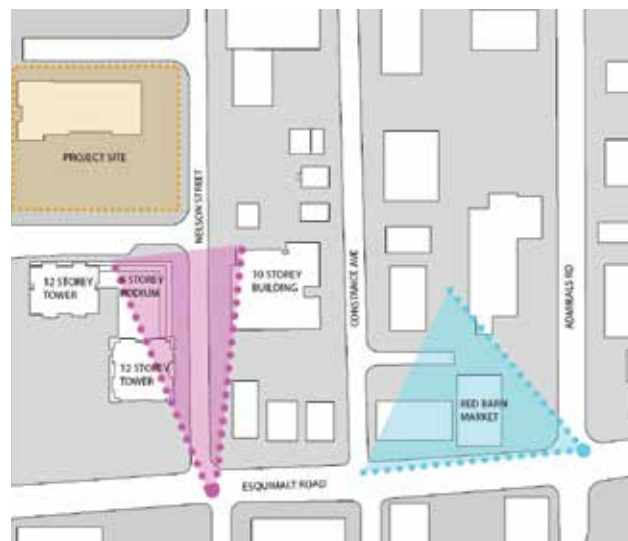 PROJECT SITE
NELSON STREET
12 STOREY
TOWER
6 STOREY
PODIUM
10 STOREY
BUILDING
CONSTANCE AVE
ADMIRALS RD
12 STOREY
TOWER
RED BARN
MARKET
ESQUIMALT ROAD